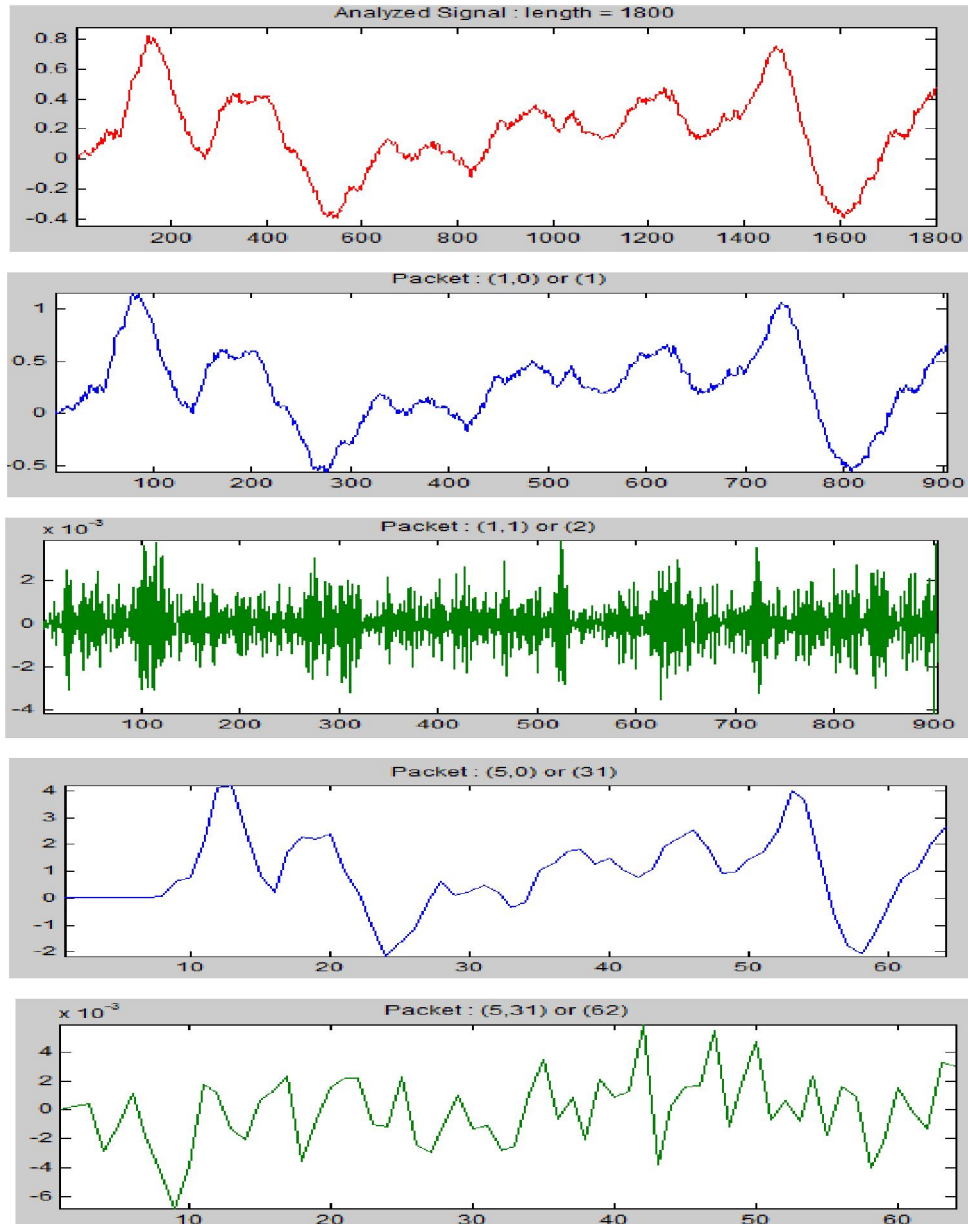 Analyzed Signal : length = 1800
0.8
0.6
0.4
0.2
0
-0.2
-0.4
200 400 600 800 1000 1200 1400 1600 1800
Packet : (1,0) or (1)
1
0.5
0
-0.5
100 200 300 400 500 600 700 800 900
x 10-3
Packet : (1,1) or (2)
2
0
-2
-4
100 200 300 400 500 600 700 800 900
Packet : (5,0) or (31)
4
3
2
1
0
-1
-2
10 20 30 40 50 60
x 10-3
Packet : (5,31) or (62)
4
2
0
-2
-4
-6
10 20 30 40 50 60